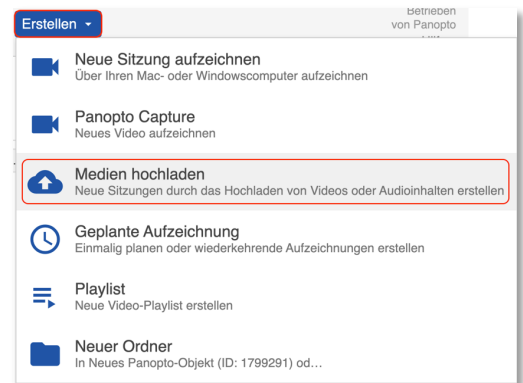 Erstellen
Betrieben
von Panopto
Neue Sitzung aufzeichnen
Über Ihren Mac- oder Windowscomputer aufzeichnen
Panopto Capture
Neues Video aufzeichnen
Medien hochladen
Neue Sitzungen durch das Hochladen von Videos oder Audioinhalten erstellen
Geplante Aufzeichnung
Einmalig planen oder wiederkehrende Aufzeichnungen erstellen
Playlist
Neue Video-Playlist erstellen
Neuer Ordner
In Neues Panopto-Objekt (ID: 1799291) od…